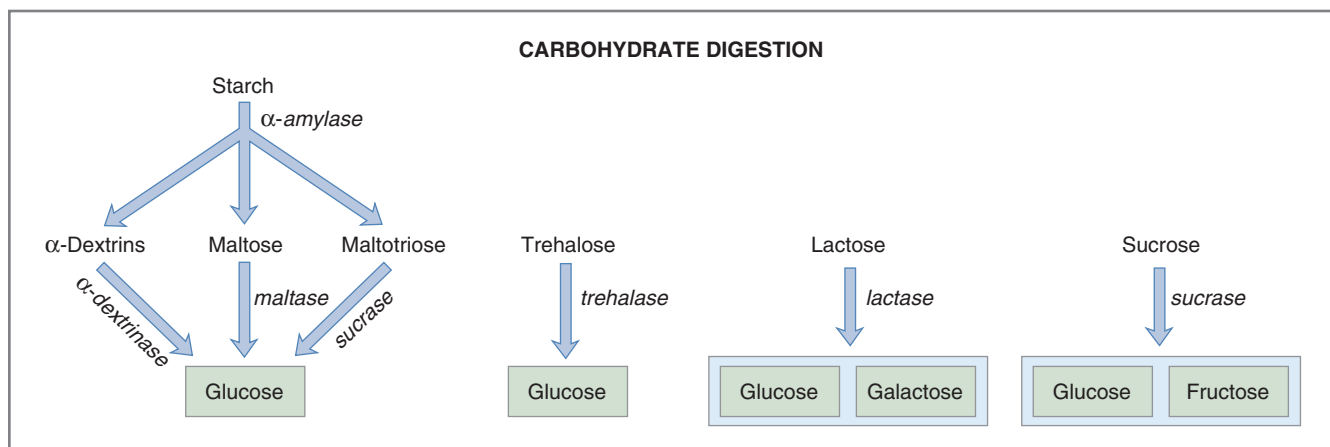 CARBOHYDRATE DIGESTION
Starch
α-amylase
α-Dextrins Maltose Maltotriose Trehalose Lactose Sucrose
α-dextrinase maltase sucrase trehalase lactase sucrase
Glucose Glucose Glucose Galactose Glucose Fructose